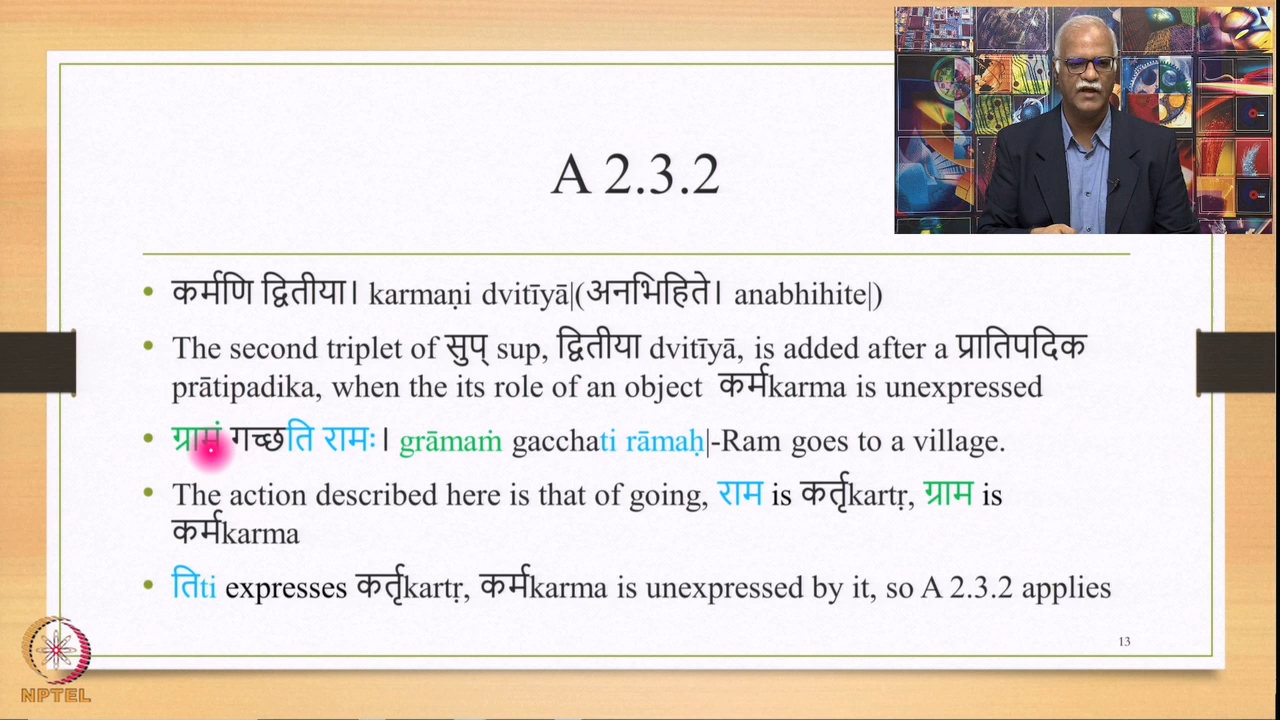 A 2.3.2
• कर्मणि द्वितीया। karmaṇi dvitīyā|(अनभिहिते। anabhihite|)
• The second triplet of सुप् sup, द्वितीया dvitīyā, is added after a प्रातिपदिक
prātipadika, when the its role of an object कर्मkarma is unexpressed
• ग्रामं गच्छति रामः। grāmaṁ gacchati rāmaḥ|-Ram goes to a village.
• The action described here is that of going, राम is कर्तृkartṛ, ग्राम is
कर्मkarma
• तिti expresses कर्तृkartṛ, कर्मkarma is unexpressed by it, so A 2.3.2 applies
13
NPTEL